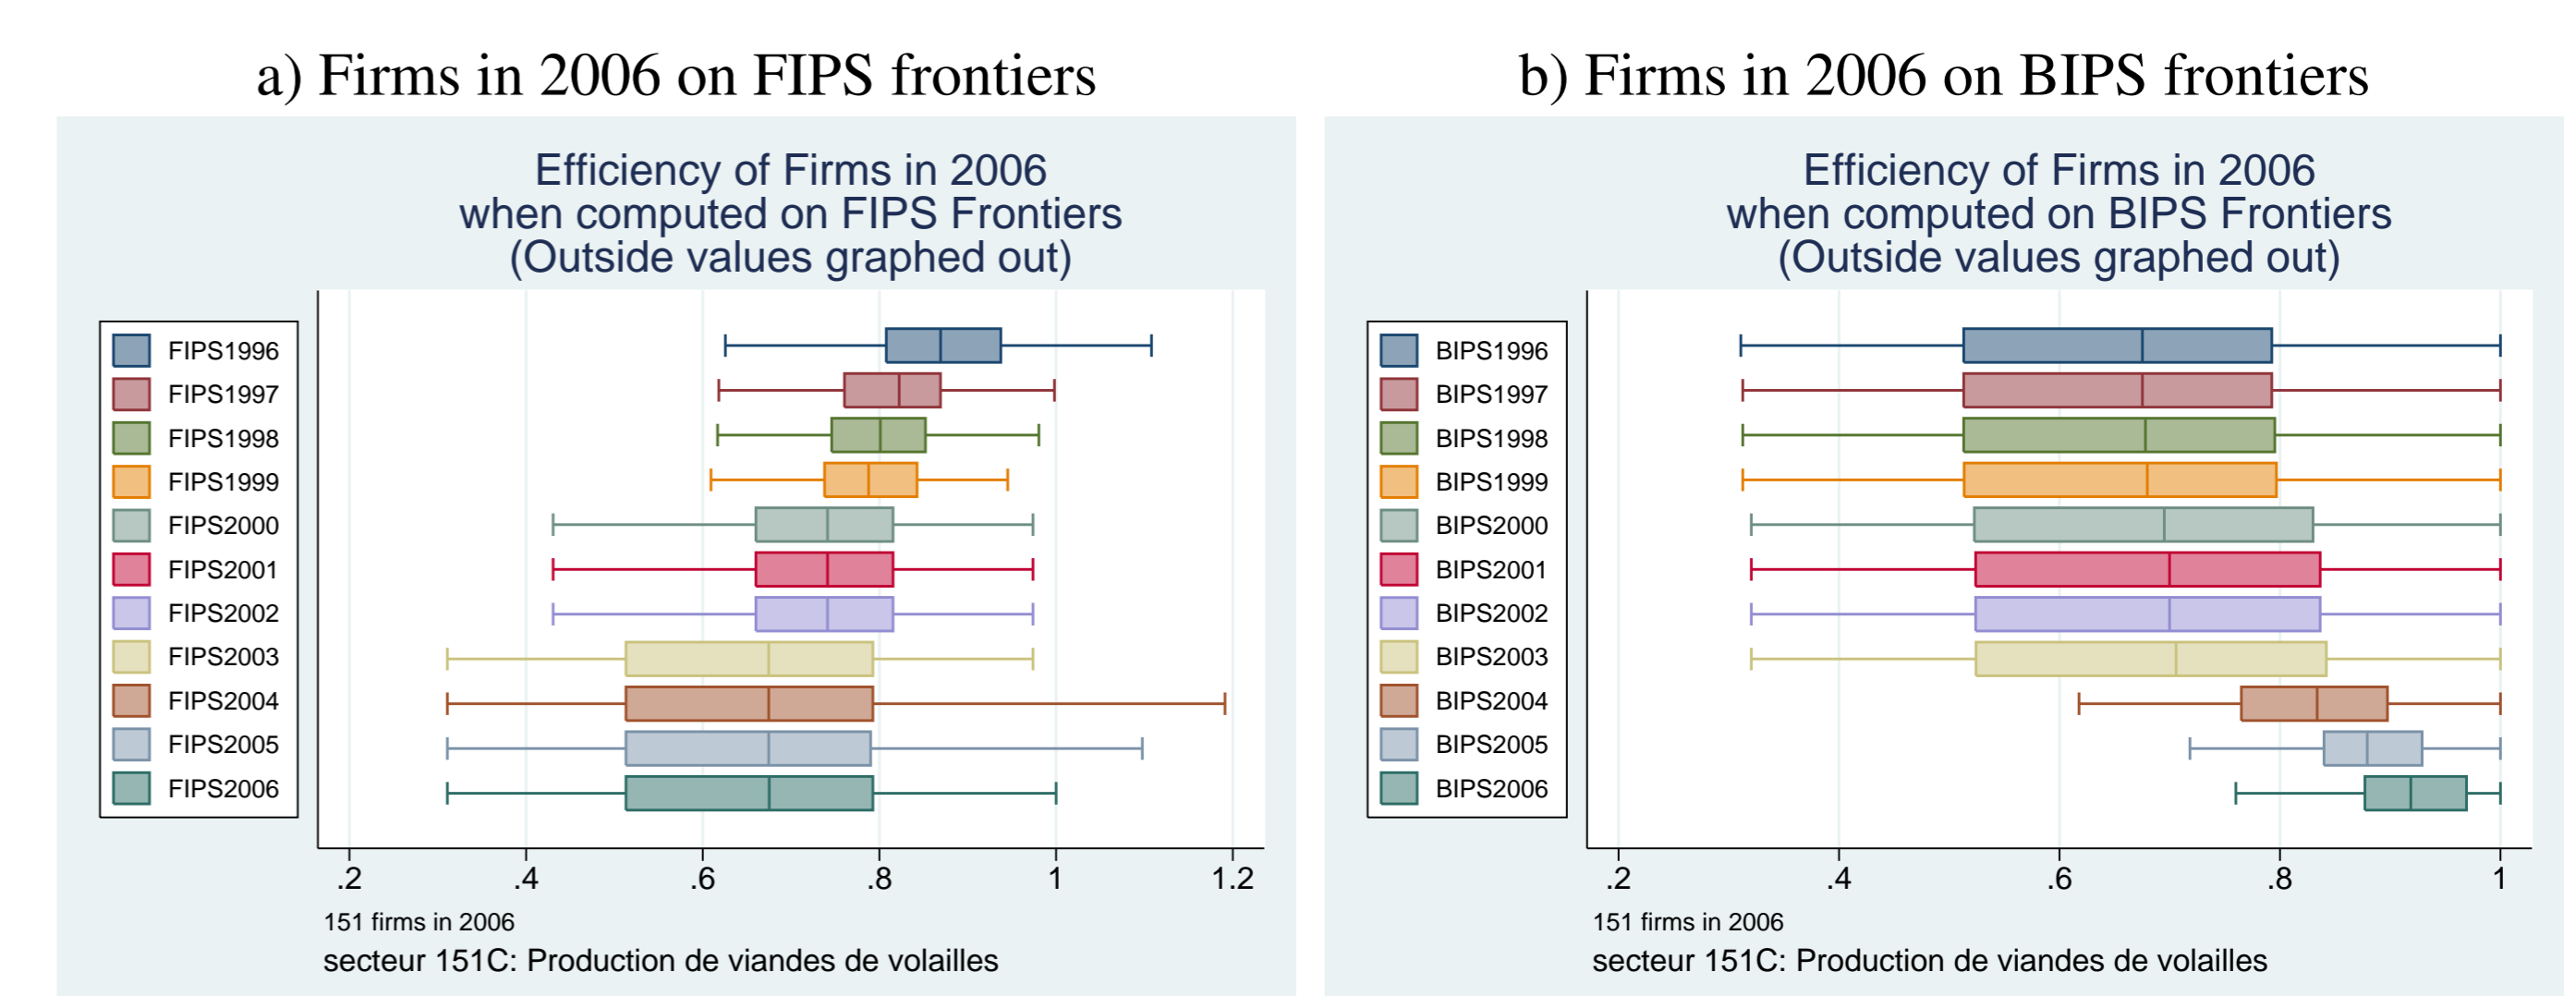 a) Firms in 2006 on FIPS frontiers
Efficiency of Firms in 2006
when computed on FIPS Frontiers
(Outside values graphed out)
FIPS1996
FIPS1997
FIPS1998
FIPS1999
FIPS2000
FIPS2001
FIPS2002
FIPS2003
FIPS2004
FIPS2005
FIPS2006
.2 .4 .6 .8 1 1.2
151 firms in 2006
secteur 151C: Production de viandes de volailles
b) Firms in 2006 on BIPS frontiers
Efficiency of Firms in 2006
when computed on BIPS Frontiers
(Outside values graphed out)
BIPS1996
BIPS1997
BIPS1998
BIPS1999
BIPS2000
BIPS2001
BIPS2002
BIPS2003
BIPS2004
BIPS2005
BIPS2006
.2 .4 .6 .8 1
151 firms in 2006
secteur 151C: Production de viandes de volailles